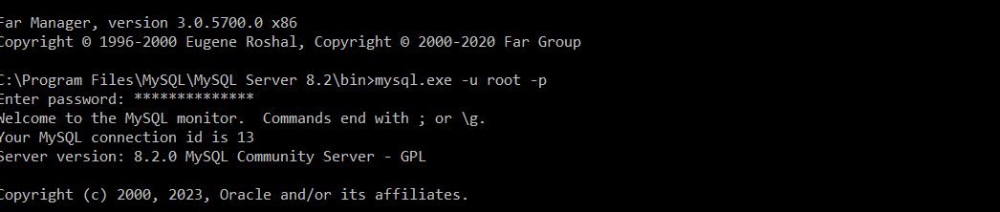 Far Manager, version 3.0.5700.0 x86
Copyright © 1996-2000 Eugene Roshal, Copyright © 2000-2020 Far Group
C:\Program Files\MySQL\MySQL Server 8.2\bin>mysql.exe -u root -p
Enter password: **************
Welcome to the MySQL monitor.  Commands end with ; or \g.
Your MySQL connection id is 13
Server version: 8.2.0 MySQL Community Server - GPL
Copyright (c) 2000, 2023, Oracle and/or its affiliates.